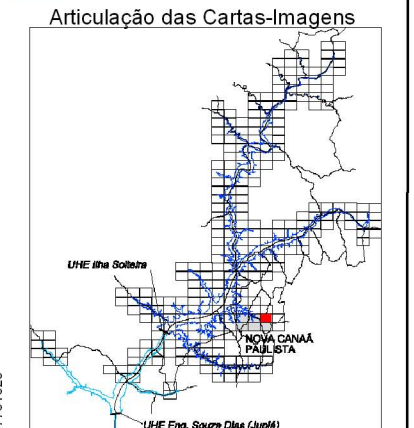 Articulação das Cartas-Imagens
UHE Ilha Solteira
NOVA CANAÃ
PAULISTA
UHE Eng. Souza Dias (Jupiá)